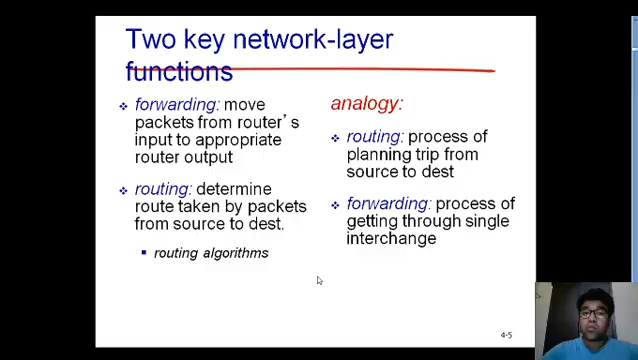 Two key network-layer
functions
forwarding: move
packets from router's
input to appropriate
router output
routing: determine
route taken by packets
from source to dest.
routing algorithms
analogy:
routing: process of
planning trip from
source to dest
forwarding: process of
getting through single
interchange
4-5